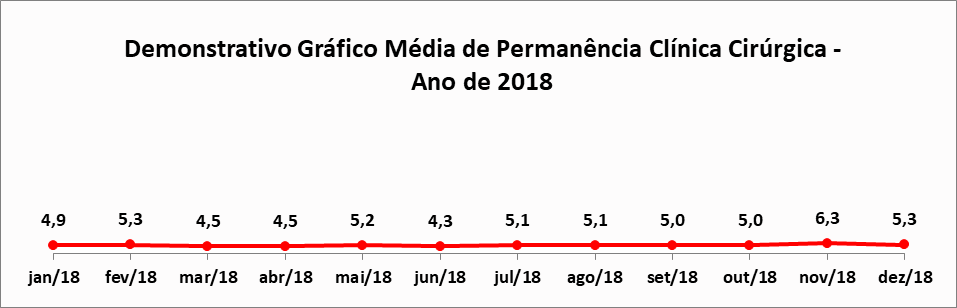 Demonstrativo Gráfico Média de Permanência Clínica Cirúrgica -
Ano de 2018
4,9 5,3 4,5 4,5 5,2 4,3 5,1 5,1 5,0 5,0 6,3 5,3
jan/18 fev/18 mar/18 abr/18 mai/18 jun/18 jul/18 ago/18 set/18 out/18 nov/18 dez/18